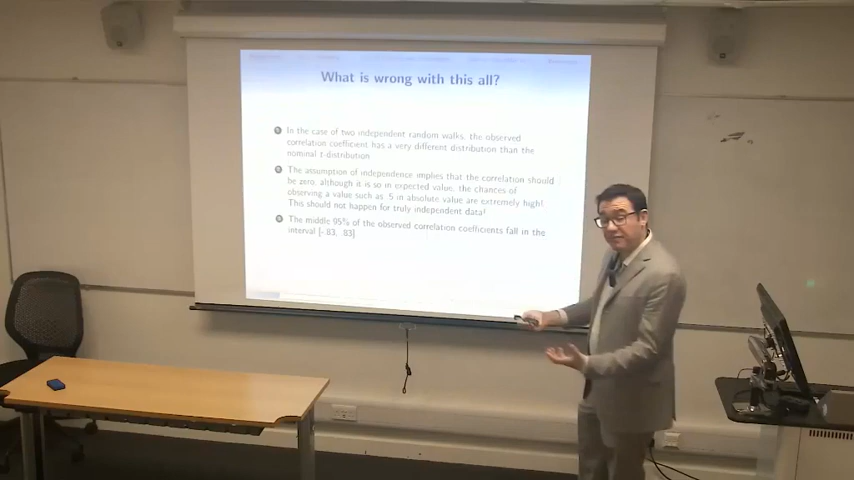 What is wrong with this all?
In the case of two independent random walks, the observed
correlation coefficient has a very different distribution than the
nominal t-distribution
The assumption of independence implies that the correlation should
be zero, although it is so in expected value, the chances of
observing a value such as .5 in absolute value are extremely high!
This should not happen for truly independent data!
The middle 95% of the observed correlation coefficients fall in the
interval [-.83, .83]